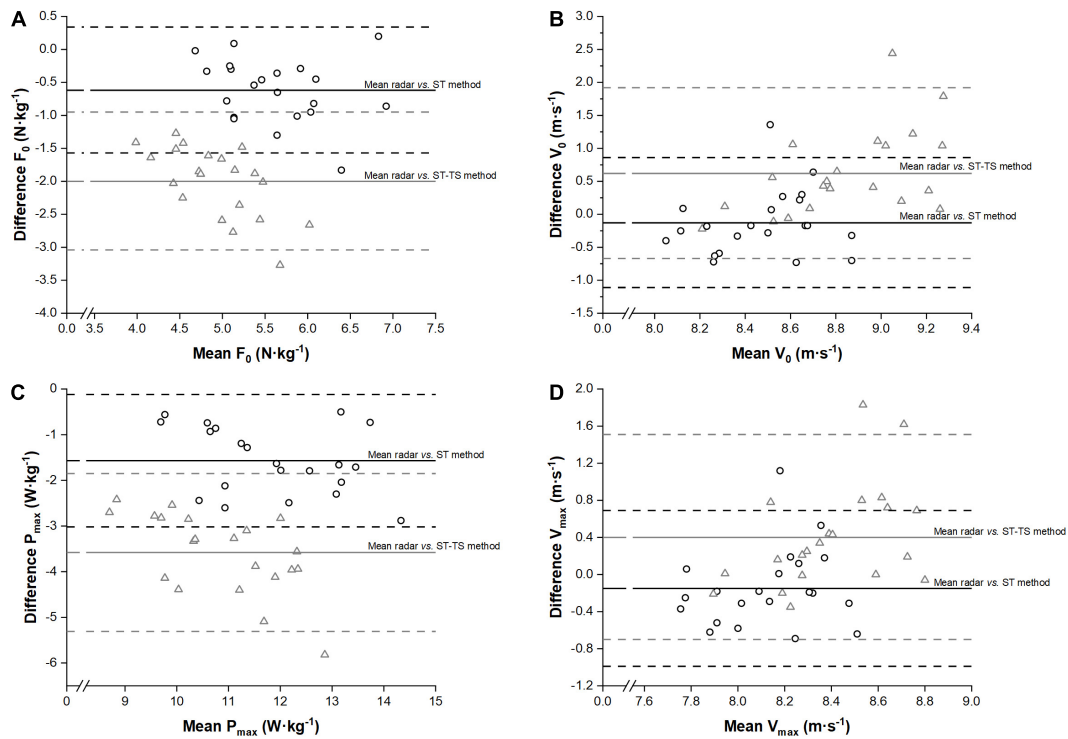 A
Difference F0 (N·kg-1)
0.5
0.0
-0.5
-1.0
-1.5
-2.0
-2.5
-3.0
-3.5
-4.0
Mean radar vs. ST method
Mean radar vs. ST-TS method
0.0 3.5 4.0 4.5 5.0 5.5 6.0 6.5 7.0 7.5
Mean F0 (N·kg-1)
B
Difference V0 (m·s-1)
3.0
2.5
2.0
1.5
1.0
0.5
0.0
-0.5
-1.0
-1.5
Mean radar vs. ST-TS method
Mean radar vs. ST method
0.0 8.0 8.2 8.4 8.6 8.8 9.0 9.2 9.4
Mean V0 (m·s-1)
C
Difference Pmax (W·kg-1)
0
-1
-2
-3
-4
-5
-6
Mean radar vs. ST method
Mean radar vs. ST-TS method
0 9 10 11 12 13 14 15
Mean Pmax (W·kg-1)
D
Difference Vmax (m·s-1)
2.0
1.6
1.2
0.8
0.4
0.0
-0.4
-0.8
-1.2
Mean radar vs. ST-TS method
Mean radar vs. ST method
0.0 7.6 7.8 8.0 8.2 8.4 8.6 8.8 9.0
Mean Vmax (m·s-1)